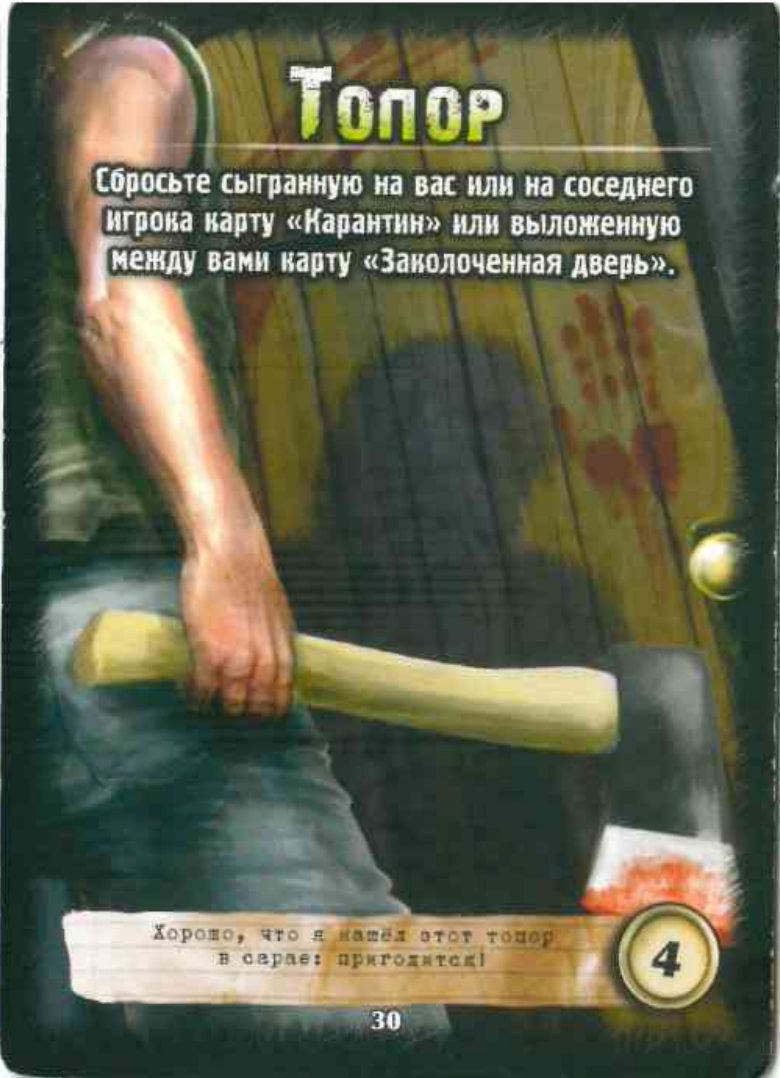 Топор
Сбросьте сыгранную на вас или на соседнего
игрока карту «Карантин» или выложенную
между вами карту «Заколоченная дверь».
Хорошо, что я нашёл этот топор
в сарае: пригодится!
4
30